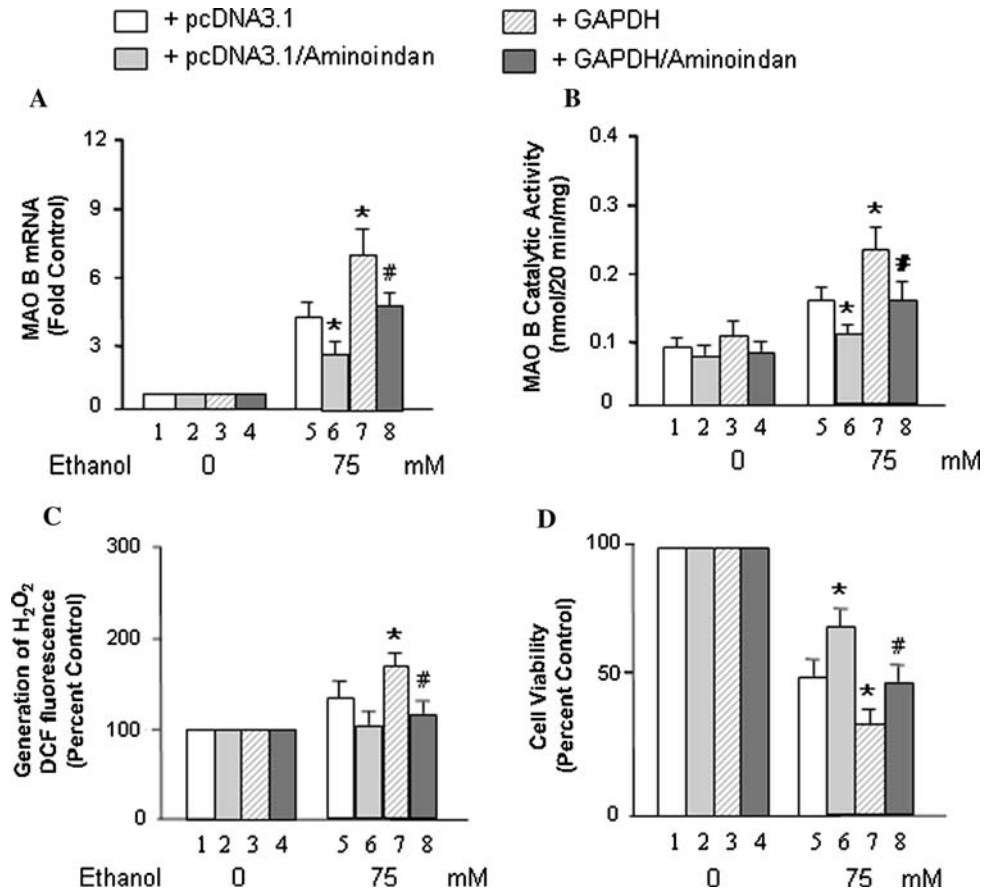 + pcDNA3.1
+ GAPDH
+ pcDNA3.1/Aminoindan
+ GAPDH/Aminoindan
A
MAO B mRNA
(Fold Control)
12
9
6
3
0
*
*
#
1 2 3 4 5 6 7 8
Ethanol 0 75 mM
B
MAO B Catalytic Activity
(nmol/20 min/mg)
0.4
0.3
0.2
0.1
0
*
*
#
1 2 3 4 5 6 7 8
0 75 mM
C
Generation of H₂O₂
DCF fluorescence
(Percent Control)
300
200
100
0
*
#
1 2 3 4 5 6 7 8
Ethanol 0 75 mM
D
Cell Viability
(Percent Control)
100
50
0
*
*
#
1 2 3 4 5 6 7 8
0 75 mM